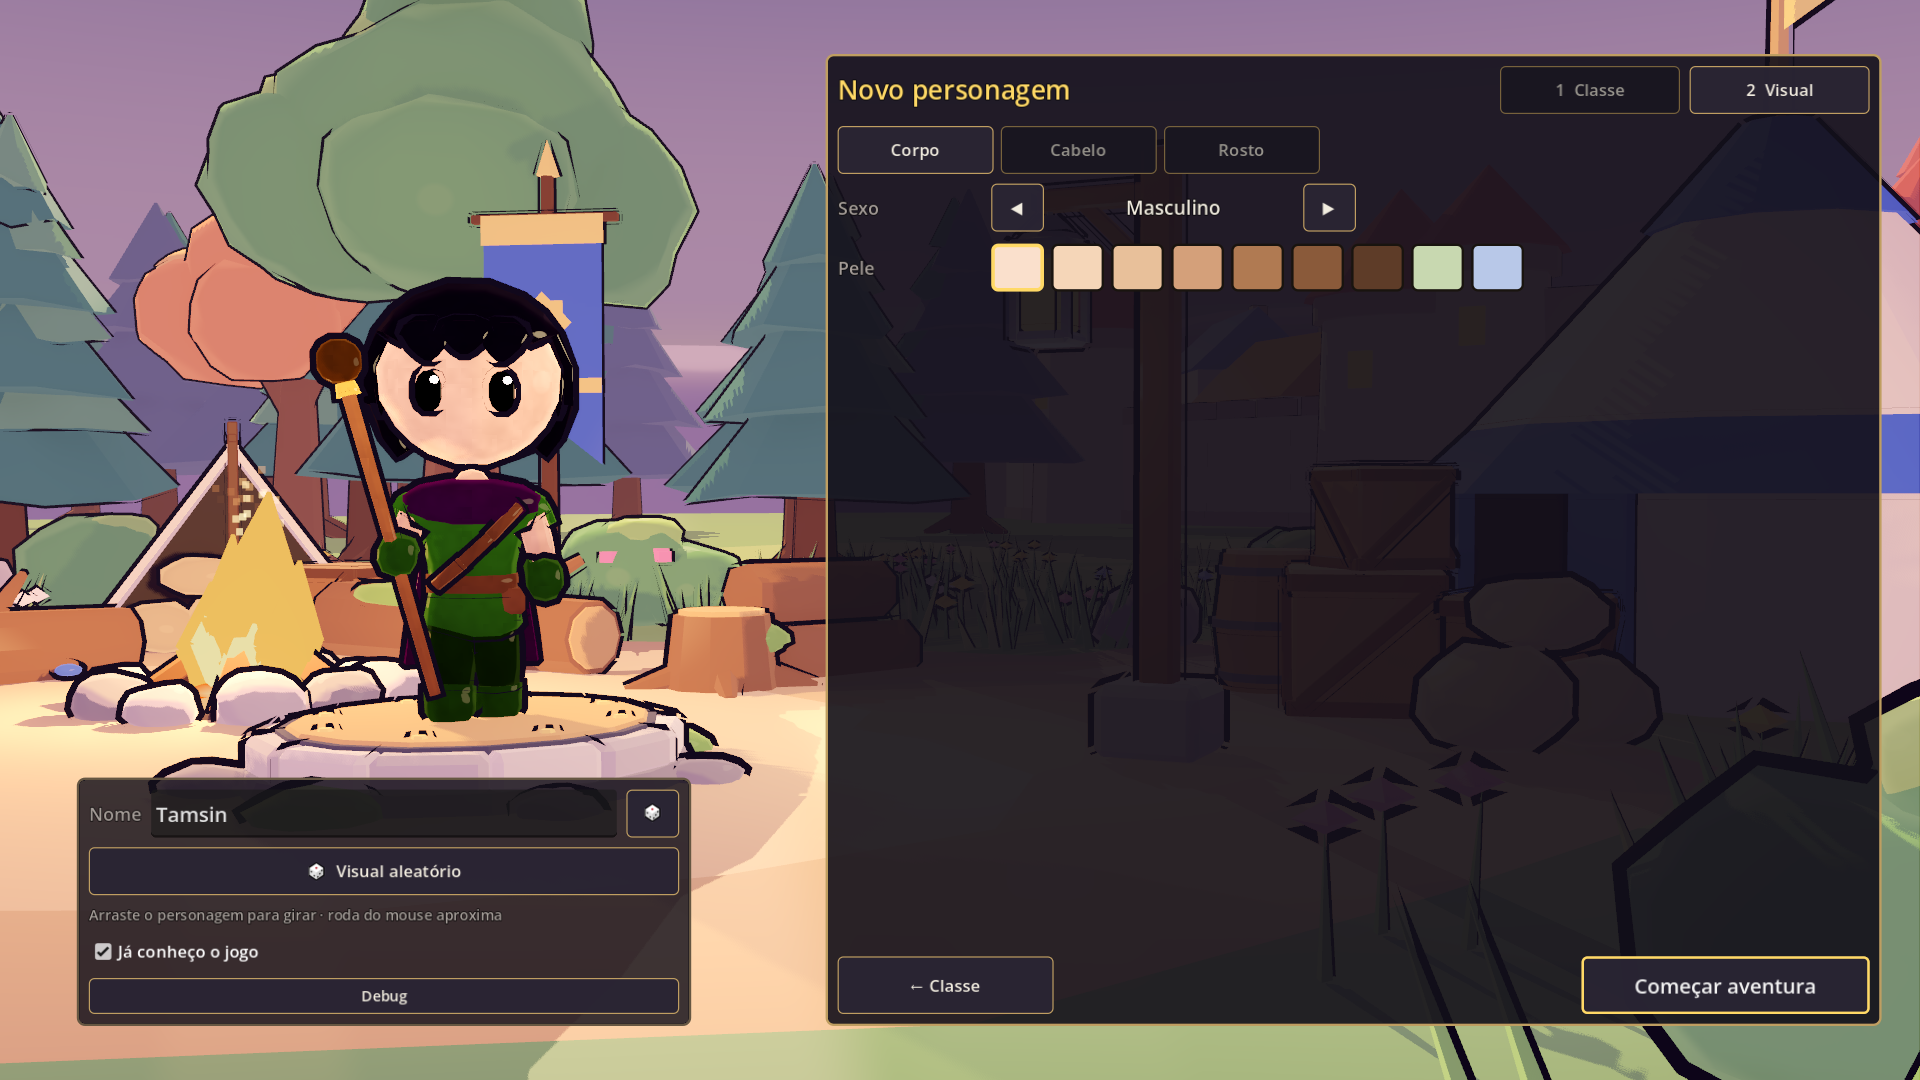 Novo personagem
1 Classe
2 Visual
Corpo
Cabelo
Rosto
Sexo
◀
Masculino
▶
Pele
Nome
Tamsin
Visual aleatório
Arraste o personagem para girar · roda do mouse aproxima
Já conheço o jogo
Debug
← Classe
Começar aventura